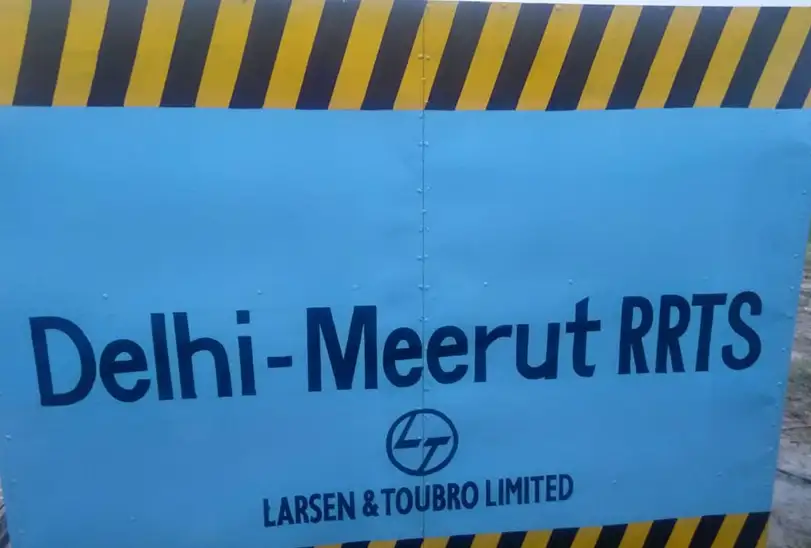 Delhi-Meerut RRTS
LT
LARSEN & TOUBRO LIMITED